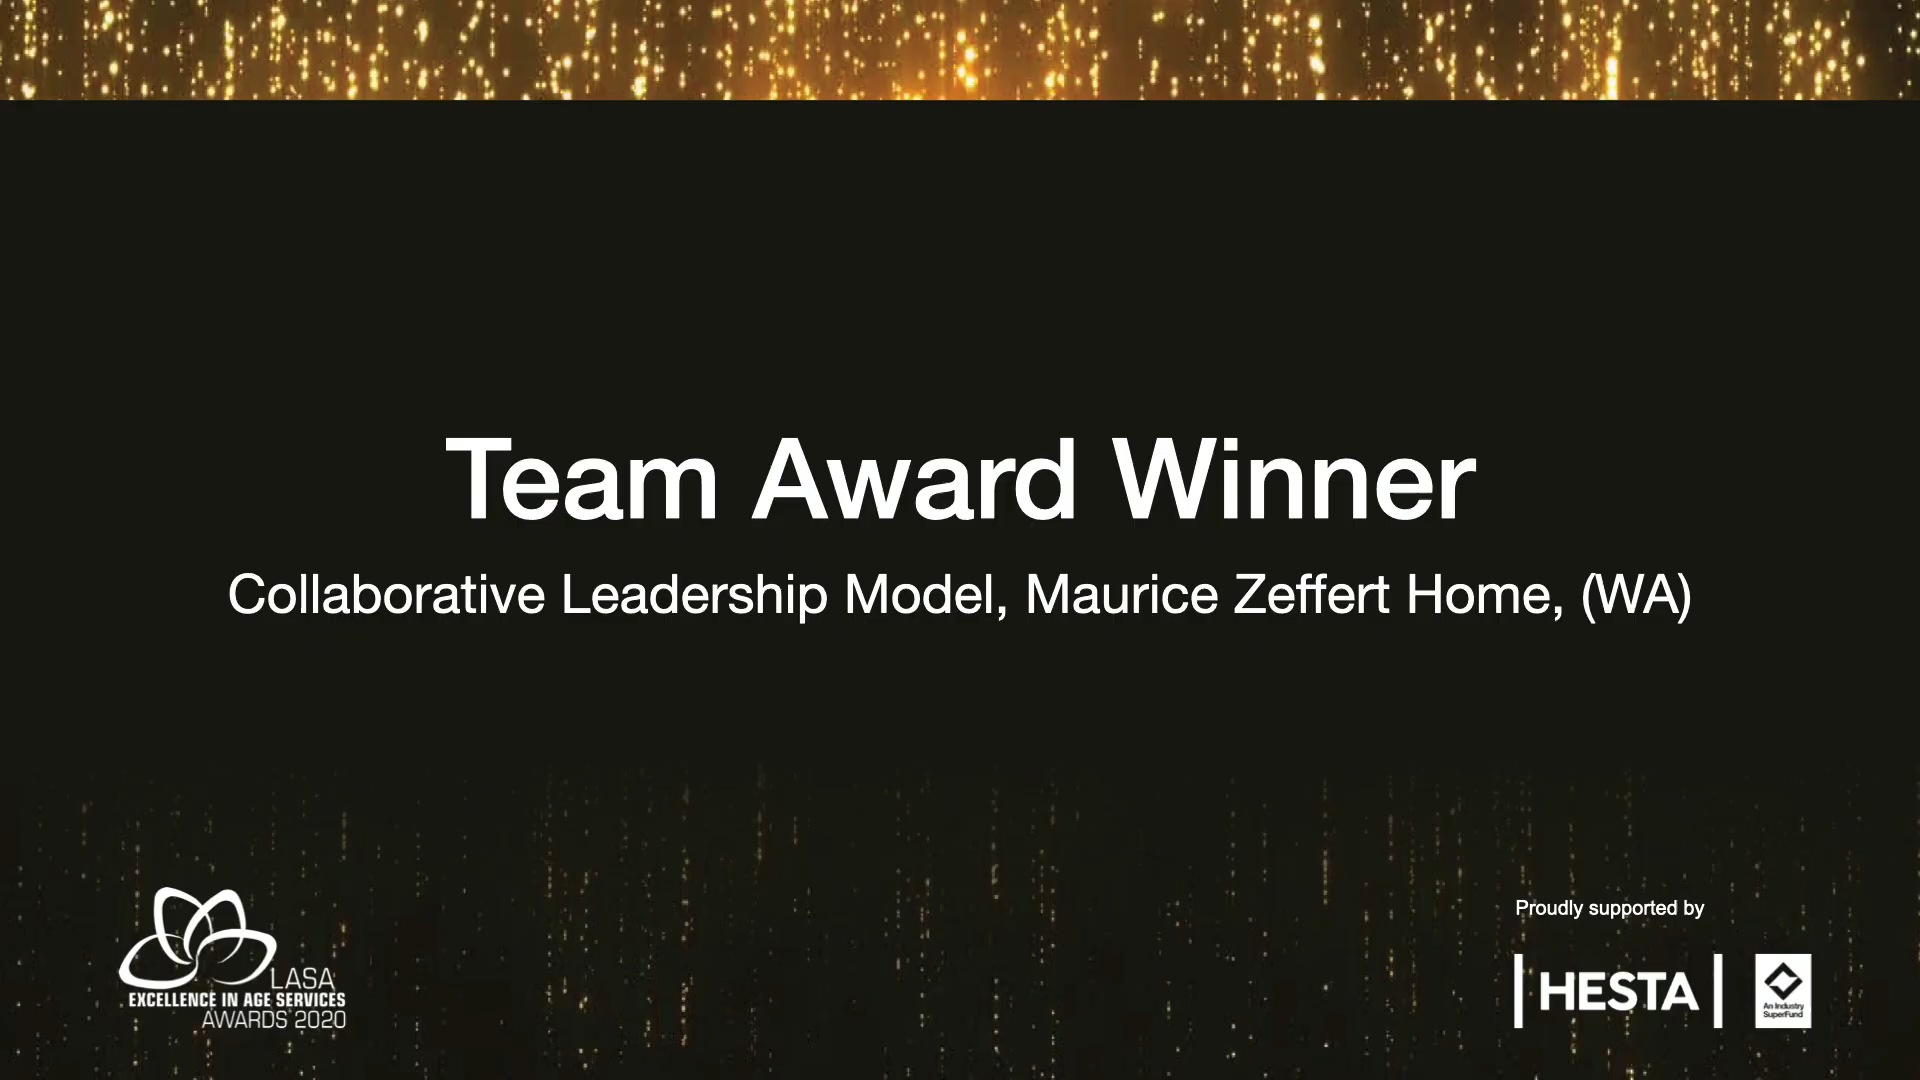 Team Award Winner
Collaborative Leadership Model, Maurice Zeffert Home, (WA)
LASA
EXCELLENCE IN AGE SERVICES
AWARDS 2020
Proudly supported by
HESTA
An Industry
SuperFund